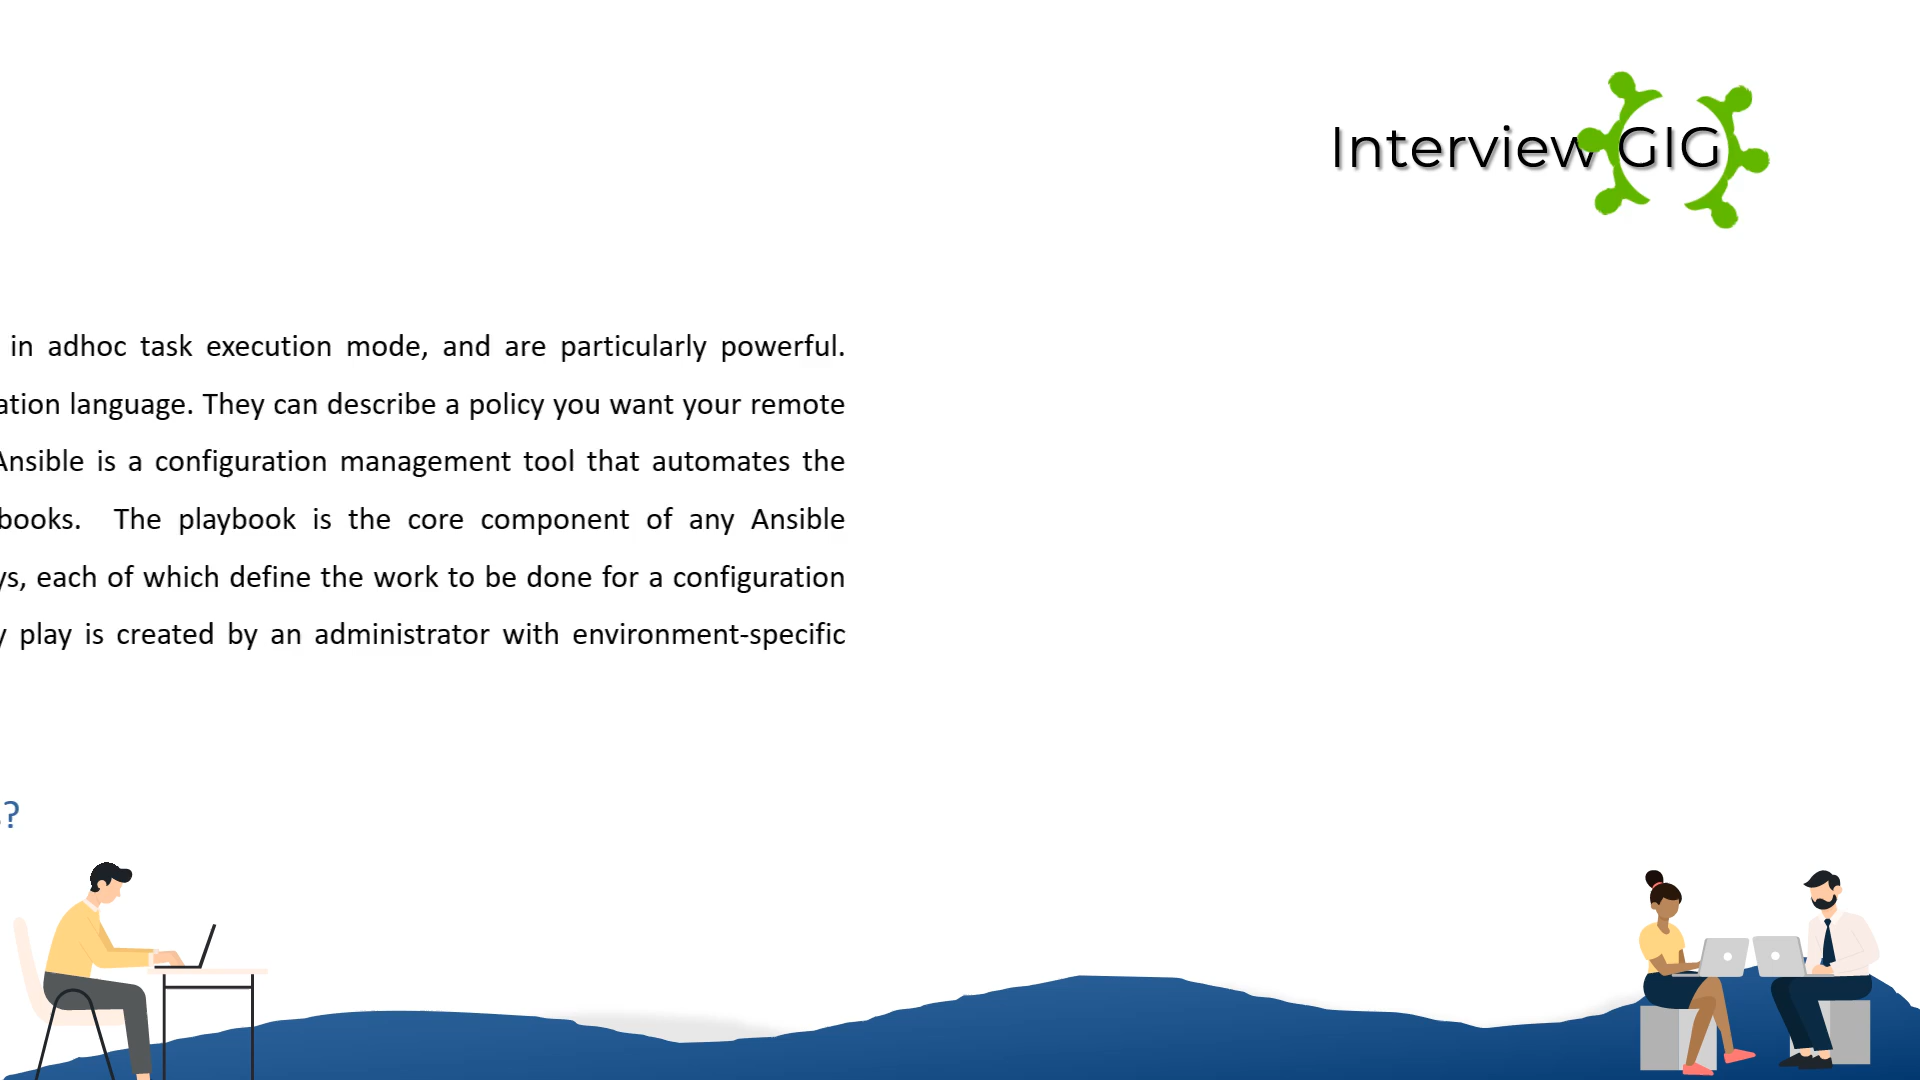 Interview GIG
in adhoc task execution mode, and are particularly powerful.
ation language. They can describe a policy you want your remote
Ansible is a configuration management tool that automates the
books. The playbook is the core component of any Ansible
ys, each of which define the work to be done for a configuration
y play is created by an administrator with environment-specific
?